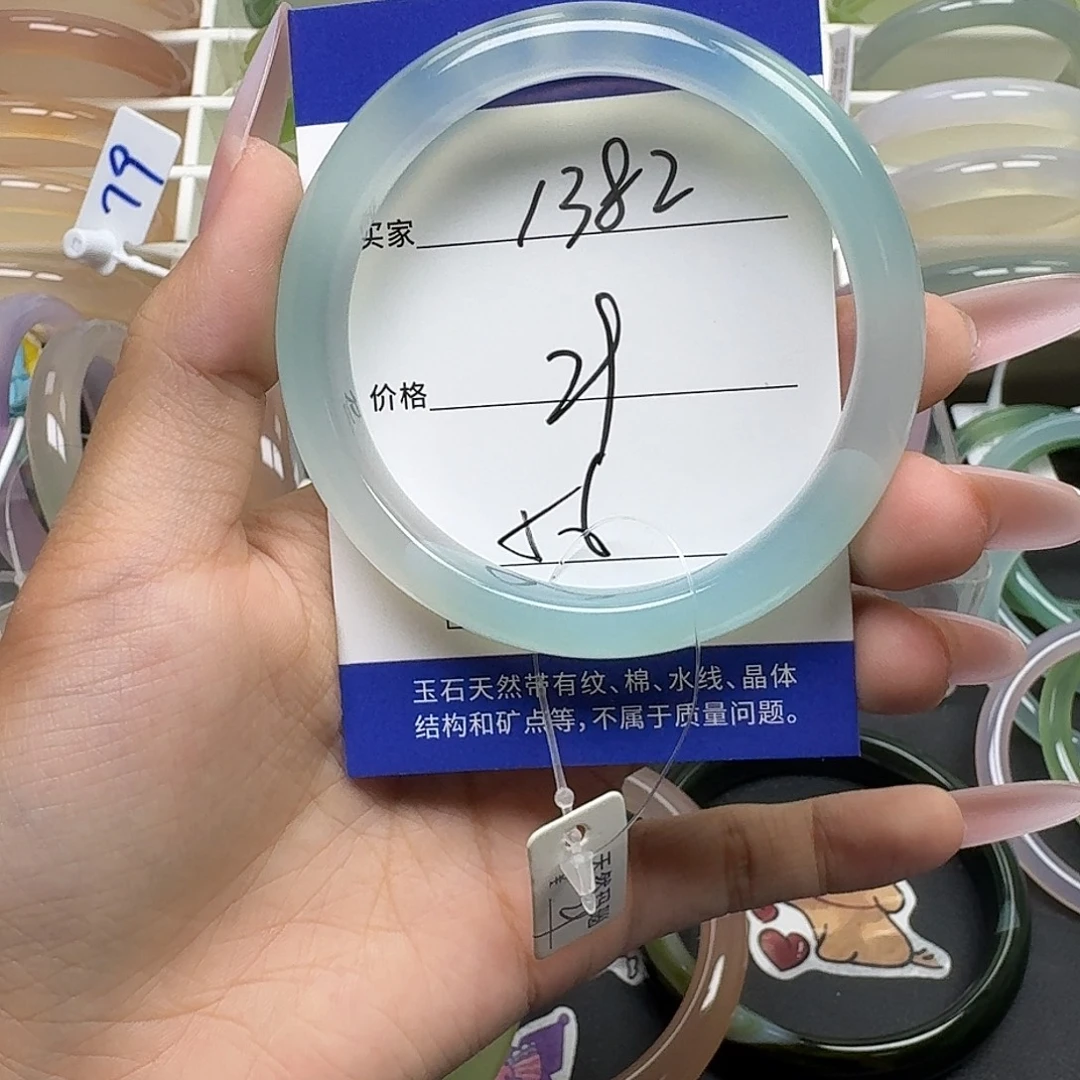 79
买家 1382
价格
56
玉石天然带有纹、棉、水线、晶体
结构和矿点等，不属于质量问题。